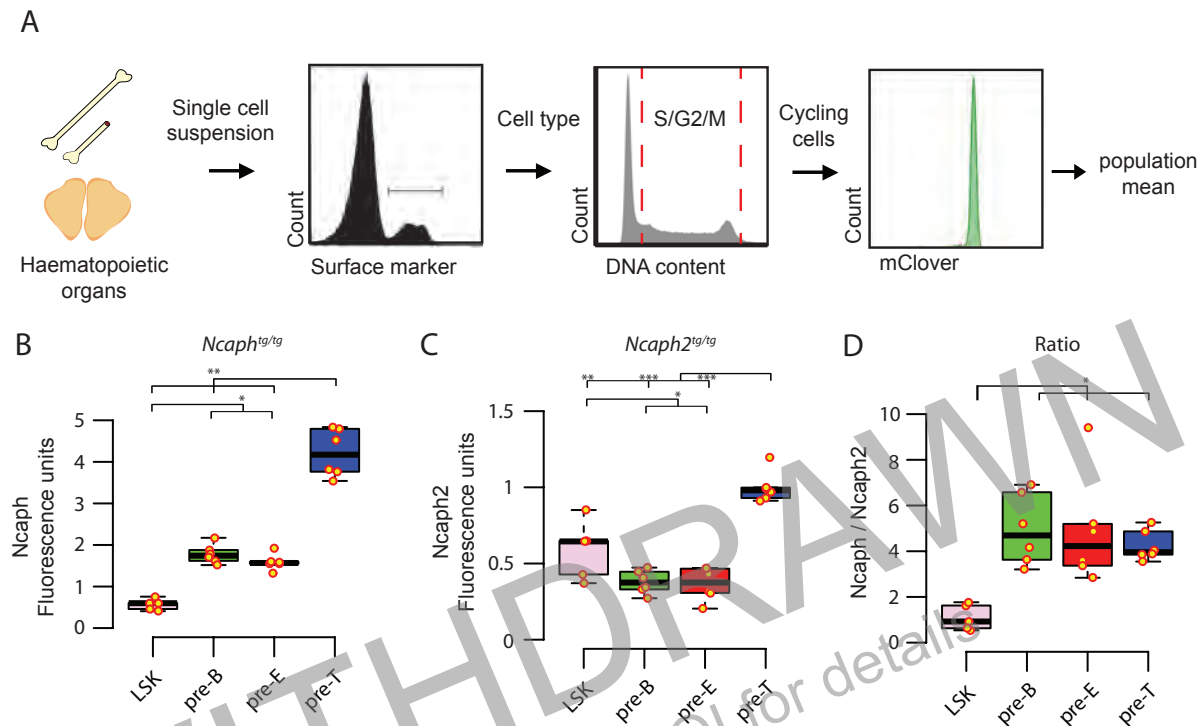 A
Single cell
suspension
Cell type
S/G2/M
Cycling
cells
population
mean
Count
Count
Count
Haematopoietic
organs
Surface marker
DNA content
mClover
B
Ncaph^tg/tg
**
*
Ncaph
Fluorescence units
5
4
3
2
1
0
LSK
pre-B
pre-E
pre-T
C
Ncaph2^tg/tg
** *** ***
*
Ncaph2
Fluorescence units
1.5
1
0.5
0
LSK
pre-B
pre-E
pre-T
D
Ratio
*
Ncaph / Ncaph2
10
8
6
4
2
0
LSK
pre-B
pre-E
pre-T
THDRAWN
for details